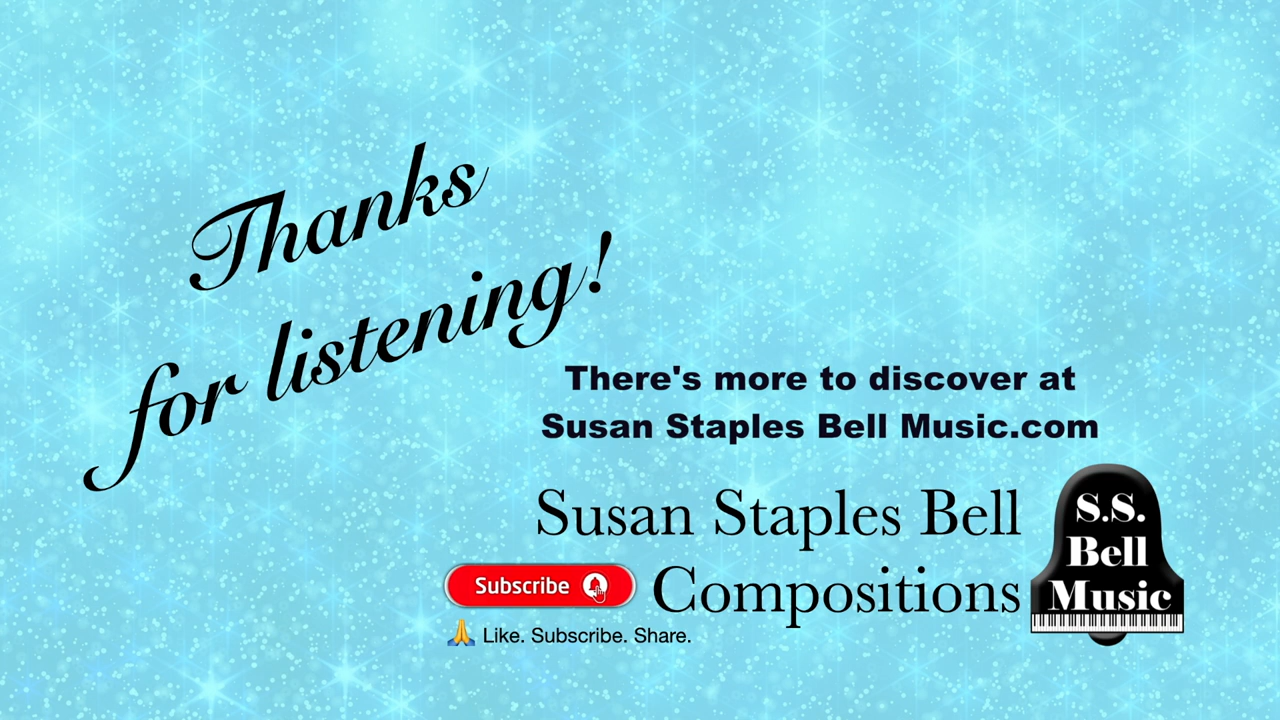 Thanks
for listening!
There's more to discover at
Susan Staples Bell Music.com
Susan Staples Bell
Compositions
Subscribe
🙏 Like. Subscribe. Share.
S.S.
Bell
Music